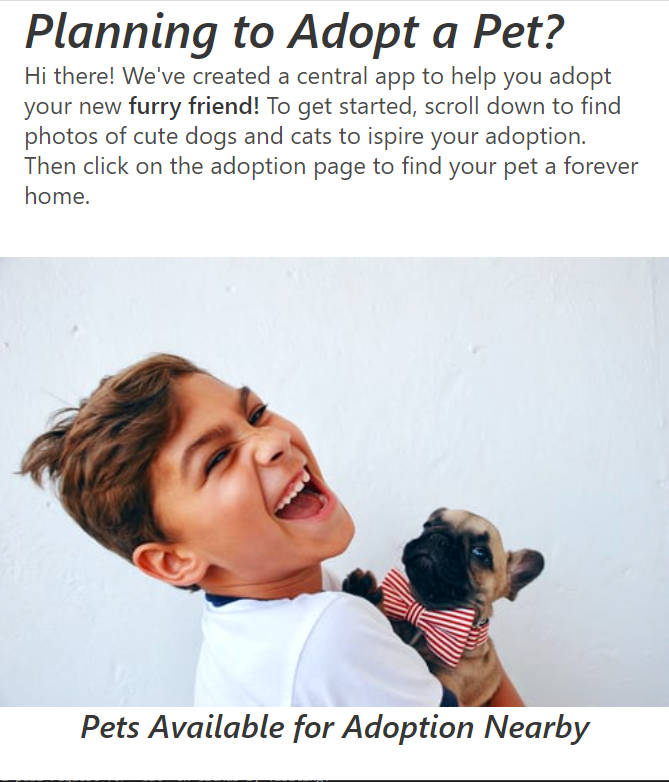 Planning to Adopt a Pet?
Hi there! We've created a central app to help you adopt
your new furry friend! To get started, scroll down to find
photos of cute dogs and cats to ispire your adoption.
Then click on the adoption page to find your pet a forever
home.
Pets Available for Adoption Nearby